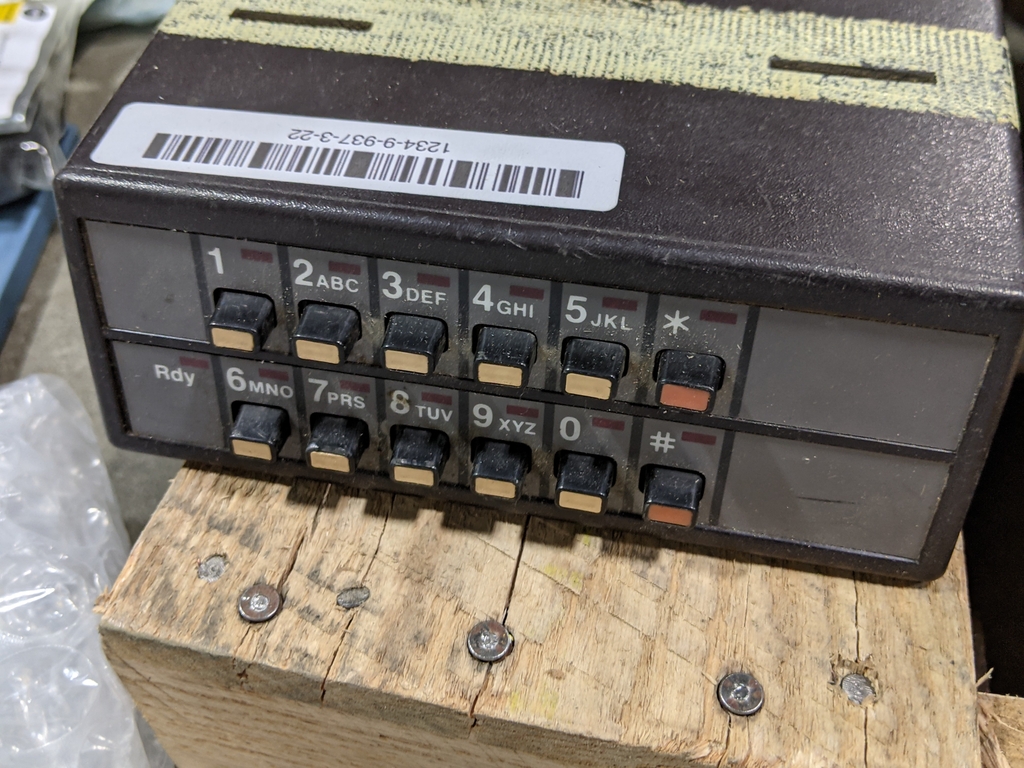 1234-9-937-3-22
1 2ABC 3DEF 4GHI 5JKL *
Rdy 6MNO 7PRS 8TUV 9XYZ 0 #